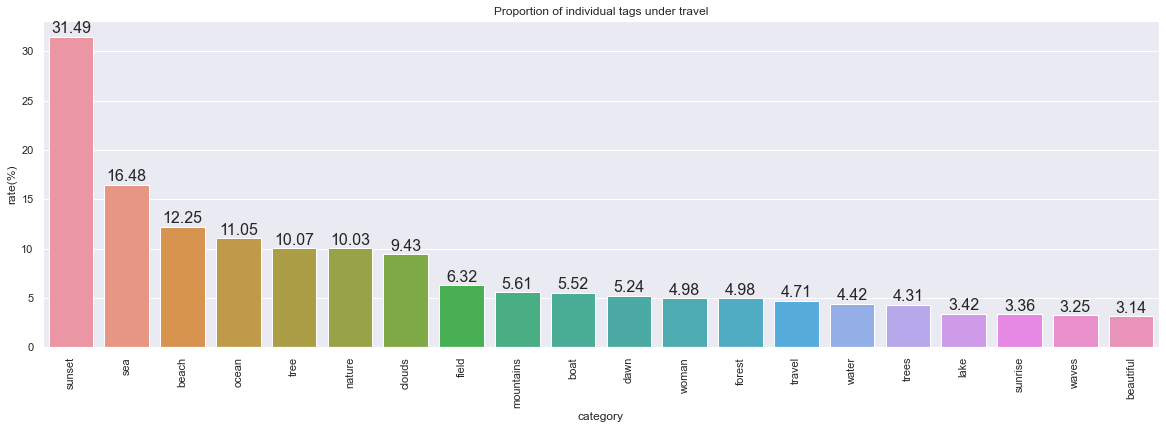 Proportion of individual tags under travel
rate(%)
30
25
20
15
10
5
0
31.49
16.48
12.25
11.05
10.07
10.03
9.43
6.32
5.61
5.52
5.24
4.98
4.98
4.71
4.42
4.31
3.42
3.36
3.25
3.14
sunset
sea
beach
ocean
tree
nature
clouds
field
mountains
boat
dawn
woman
forest
travel
water
trees
lake
sunrise
waves
beautiful
category